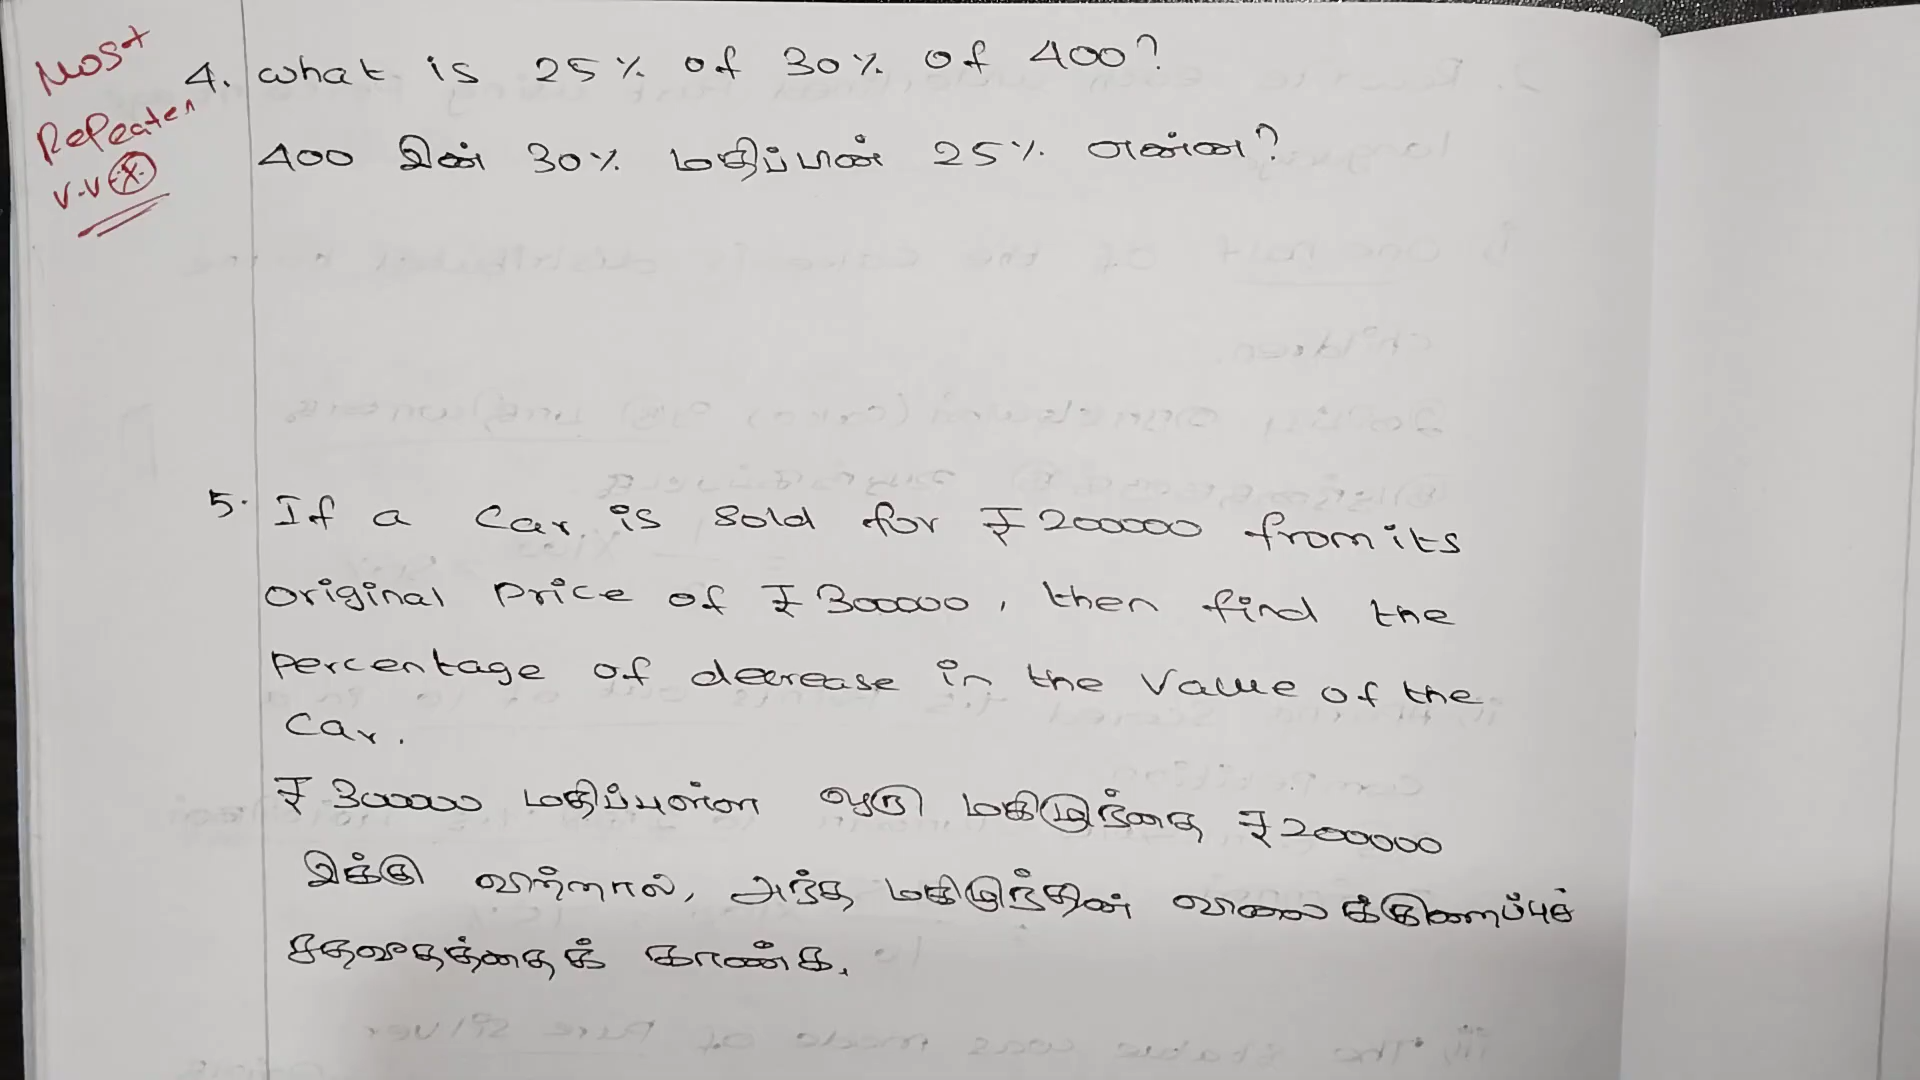 Most
Repeaten
V.V (*)
4. what is 25% of 30% of 400?
400 இன் 30% மதிப்பின் 25% என்ன?
5. If a car is sold for ₹200000 from its
original price of ₹300000, then find the
percentage of decrease in the value of the
car.
₹300000 மதிப்புள்ள ஒரு மகிழுந்தை ₹200000
இக்கு விற்றால், அந்த மகிழுந்தின் விலை க்குறைப்புச்
சதவீதத்தைக் காண்க.